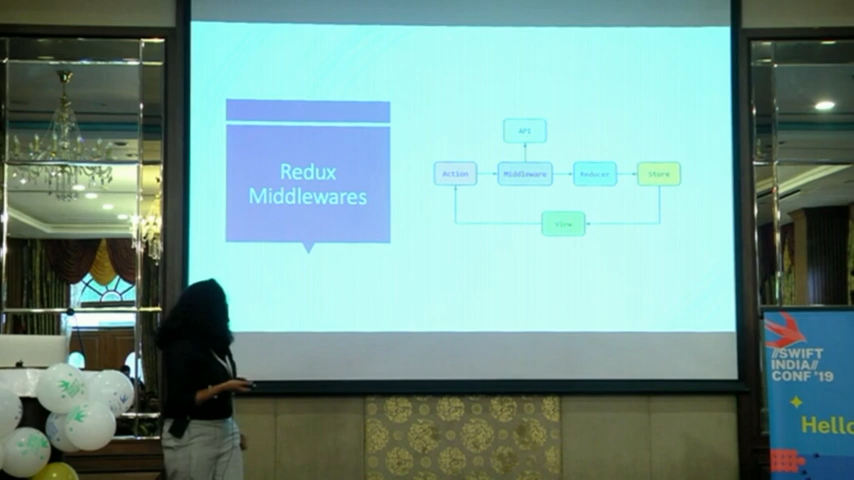 Redux
Middlewares
API
Action
Middleware
Reducer
Store
View
//SWIFT
INDIA//
CONF '19
Hello